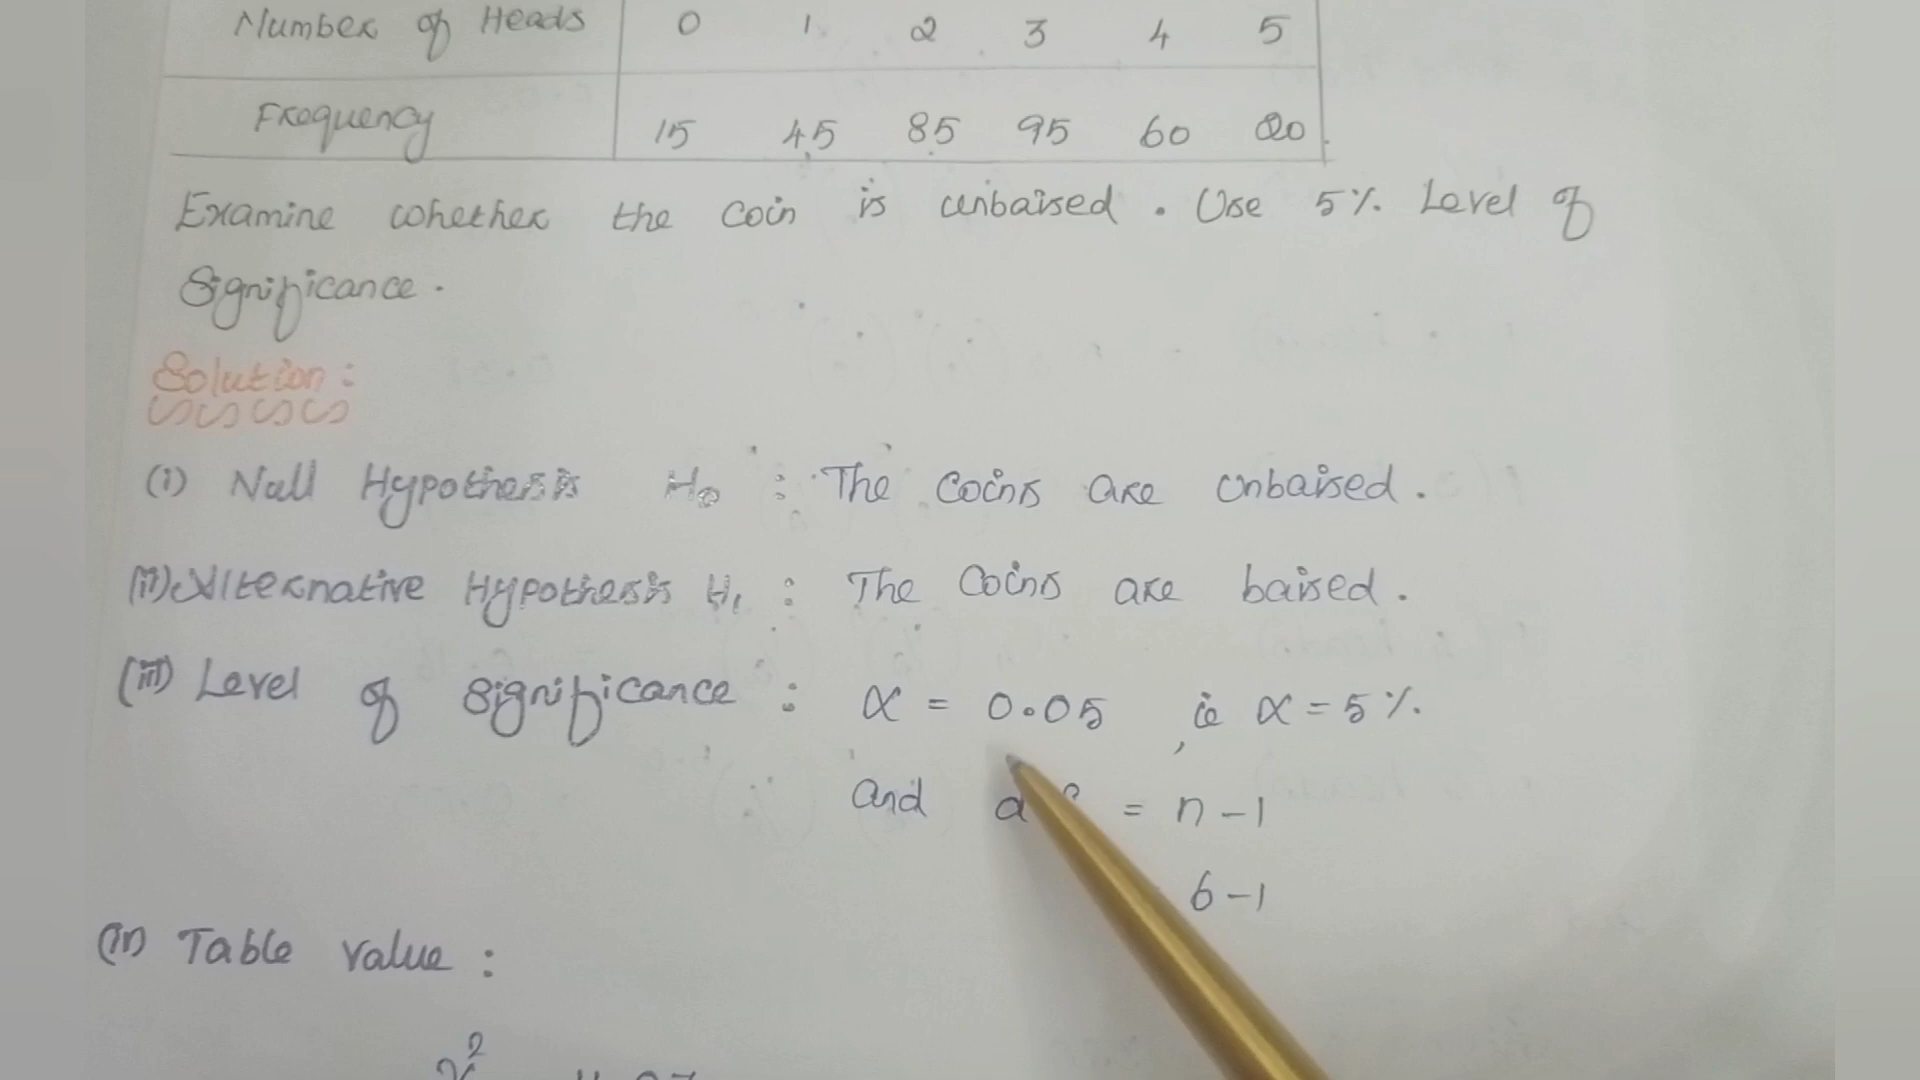 Number of Heads 0 1 2 3 4 5
Frequency 15 45 85 95 60 20
Examine whether the coin is unbaised. Use 5% Level of
Significance.
Solution:
(i) Null Hypothesis H₀ : The Coins are unbaised.
(ii) Alternative Hypothesis H₁ : The Coins are baised.
(iii) Level of Significance : α = 0.05, ie α = 5%.
and = n - 1
6 - 1
(iv) Table value :